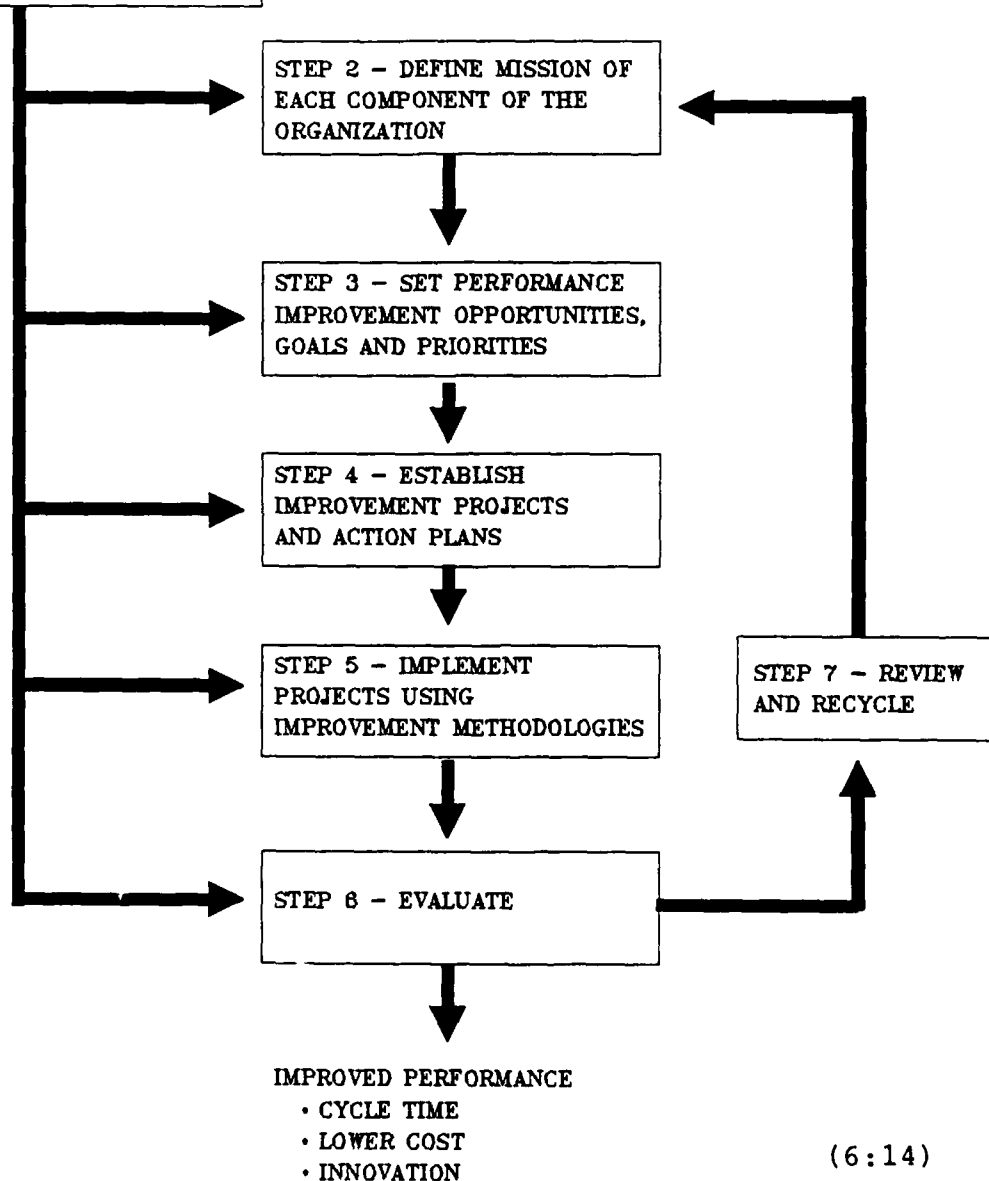 STEP 2 - DEFINE MISSION OF
EACH COMPONENT OF THE
ORGANIZATION
STEP 3 - SET PERFORMANCE
IMPROVEMENT OPPORTUNITIES,
GOALS AND PRIORITIES
STEP 4 - ESTABLISH
IMPROVEMENT PROJECTS
AND ACTION PLANS
STEP 5 - IMPLEMENT
PROJECTS USING
IMPROVEMENT METHODOLOGIES
STEP 7 - REVIEW
AND RECYCLE
STEP 6 - EVALUATE
IMPROVED PERFORMANCE
• CYCLE TIME
• LOWER COST
• INNOVATION
(6:14)